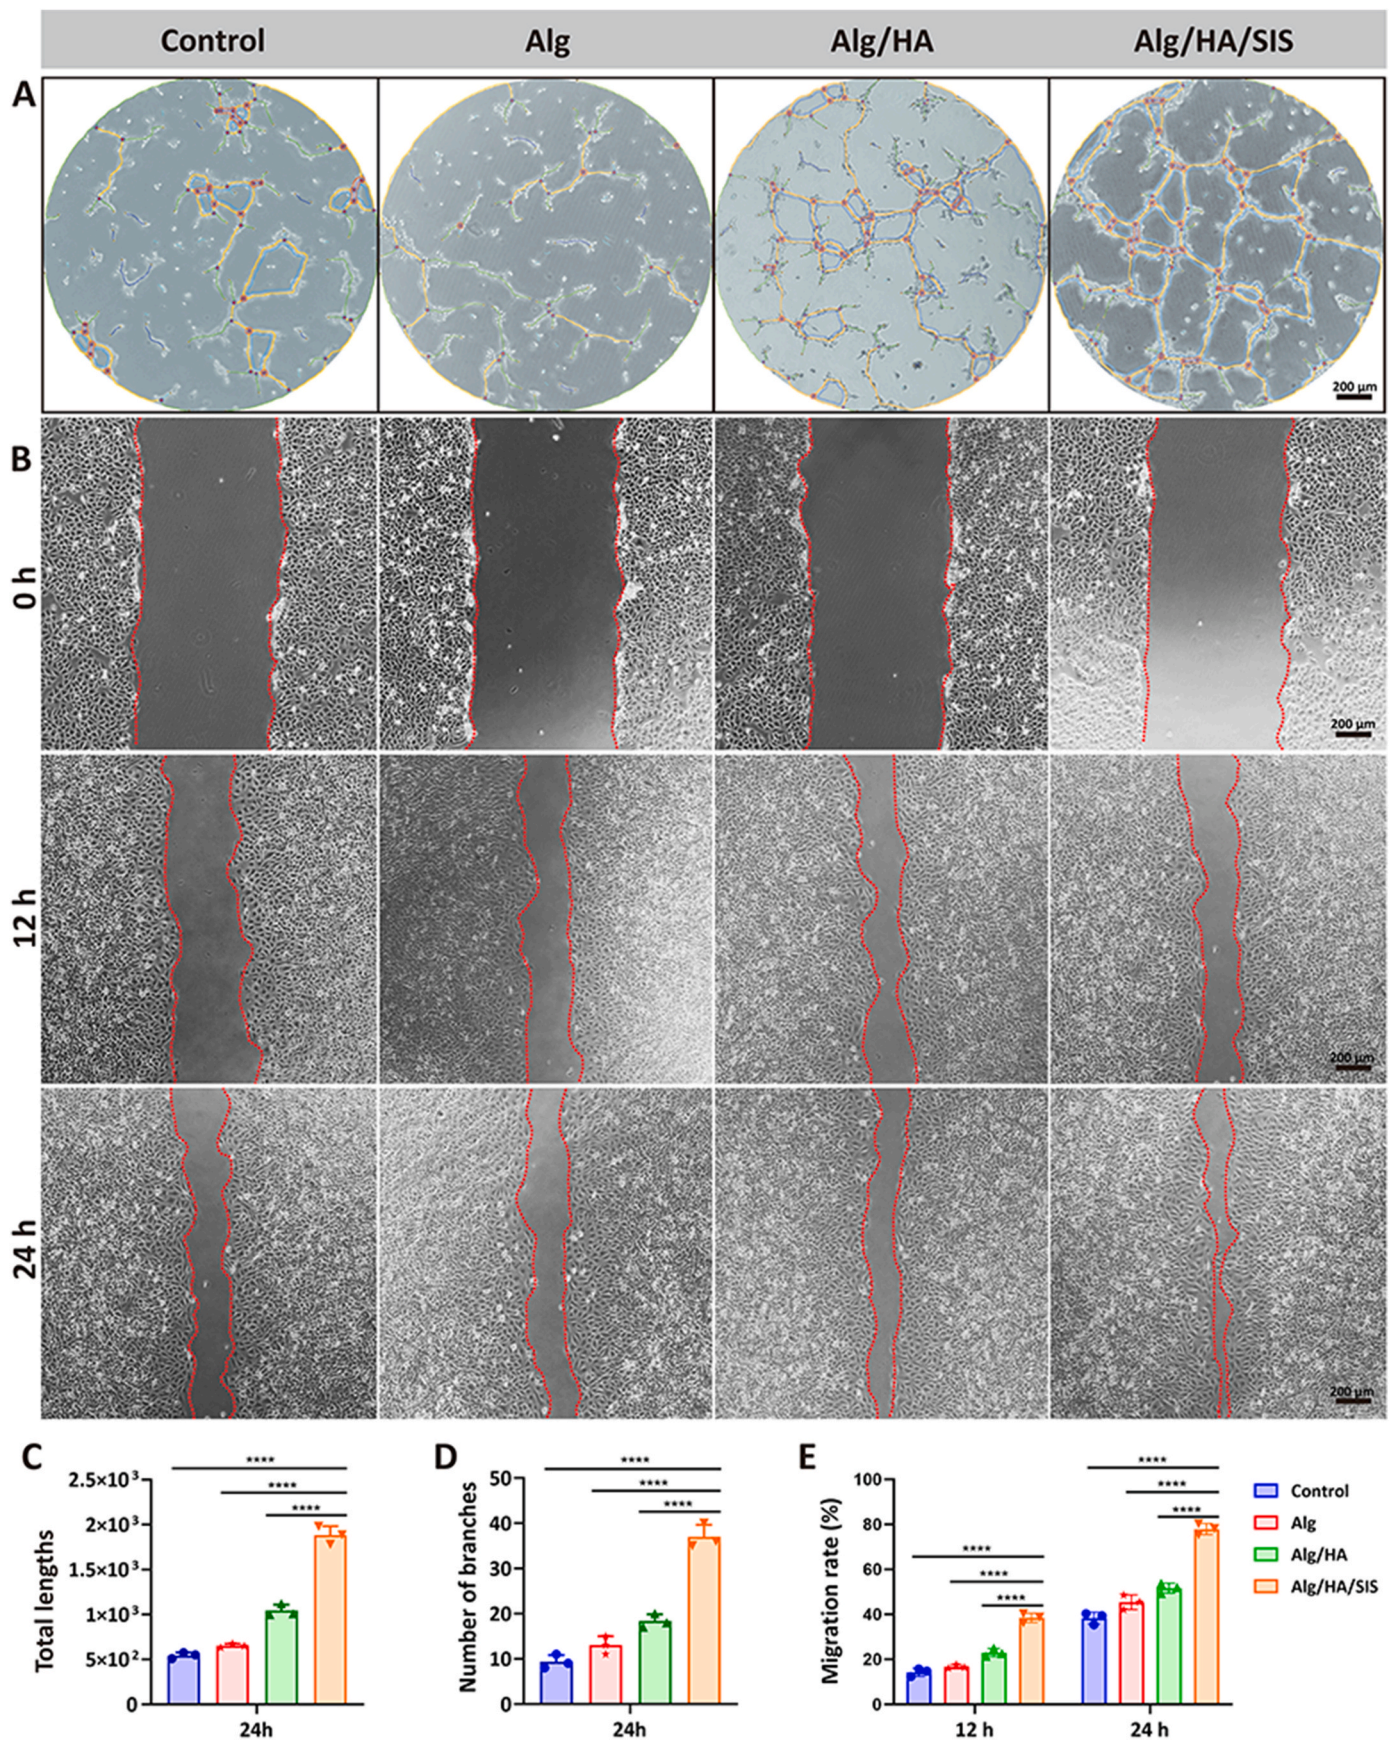 Control Alg Alg/HA Alg/HA/SIS
A
200 μm
B
0 h
200 μm
12 h
200 μm
24 h
200 μm
C
Total lengths
2.5×10³
2×10³
1.5×10³
1×10³
5×10²
0
****
****
****
24h
D
Number of branches
50
40
30
20
10
0
****
****
****
24h
E
Migration rate (%)
100
80
60
40
20
0
****
****
****
****
****
****
12 h
24 h
Control
Alg
Alg/HA
Alg/HA/SIS